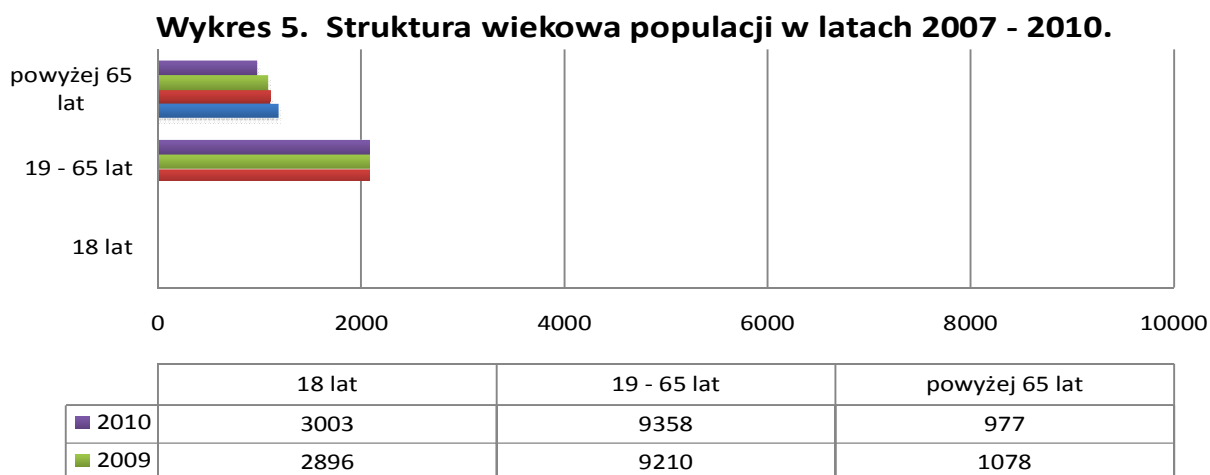 Wykres 5. Struktura wiekowa populacji w latach 2007 - 2010.
powyżej 65
lat
19 - 65 lat
18 lat
0 2000 4000 6000 8000 10000
18 lat 19 - 65 lat powyżej 65 lat
2010 3003 9358 977
2009 2896 9210 1078